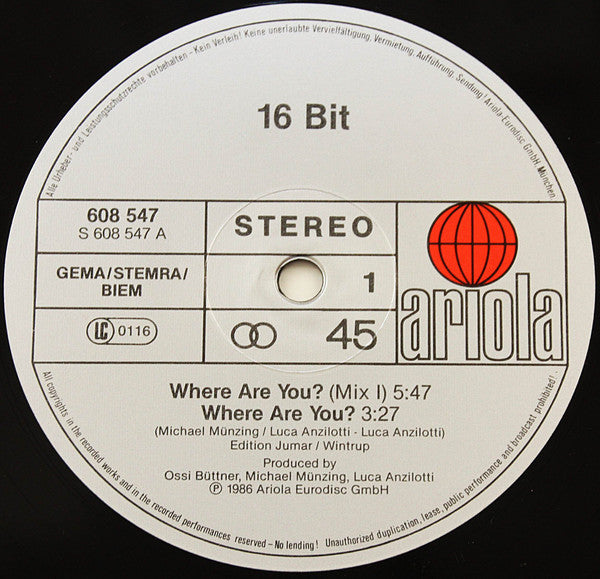 Alle Urheber- und Leistungsschutzrechte vorbehalten - Kein Verleih! Keine unerlaubte Vervielfältigung, Vermietung, Aufführung, Sendung! Ariola-Eurodisc GmbH, München
16 Bit
608 547
S 608 547 A
STEREO
GEMA/STEMRA/
BIEM
1
LC 0116
45
ariola
Where Are You? (Mix I) 5:47
Where Are You? 3:27
(Michael Münzing / Luca Anzilotti - Luca Anzilotti)
Edition Jumar / Wintrup
Produced by
Ossi Büttner, Michael Münzing, Luca Anzilotti
Ⓟ 1986 Ariola Eurodisc GmbH
All copyrights in the recorded works and in the recorded performances reserved – No lending! Unauthorized duplication, lease, public performance and broadcast prohibited!